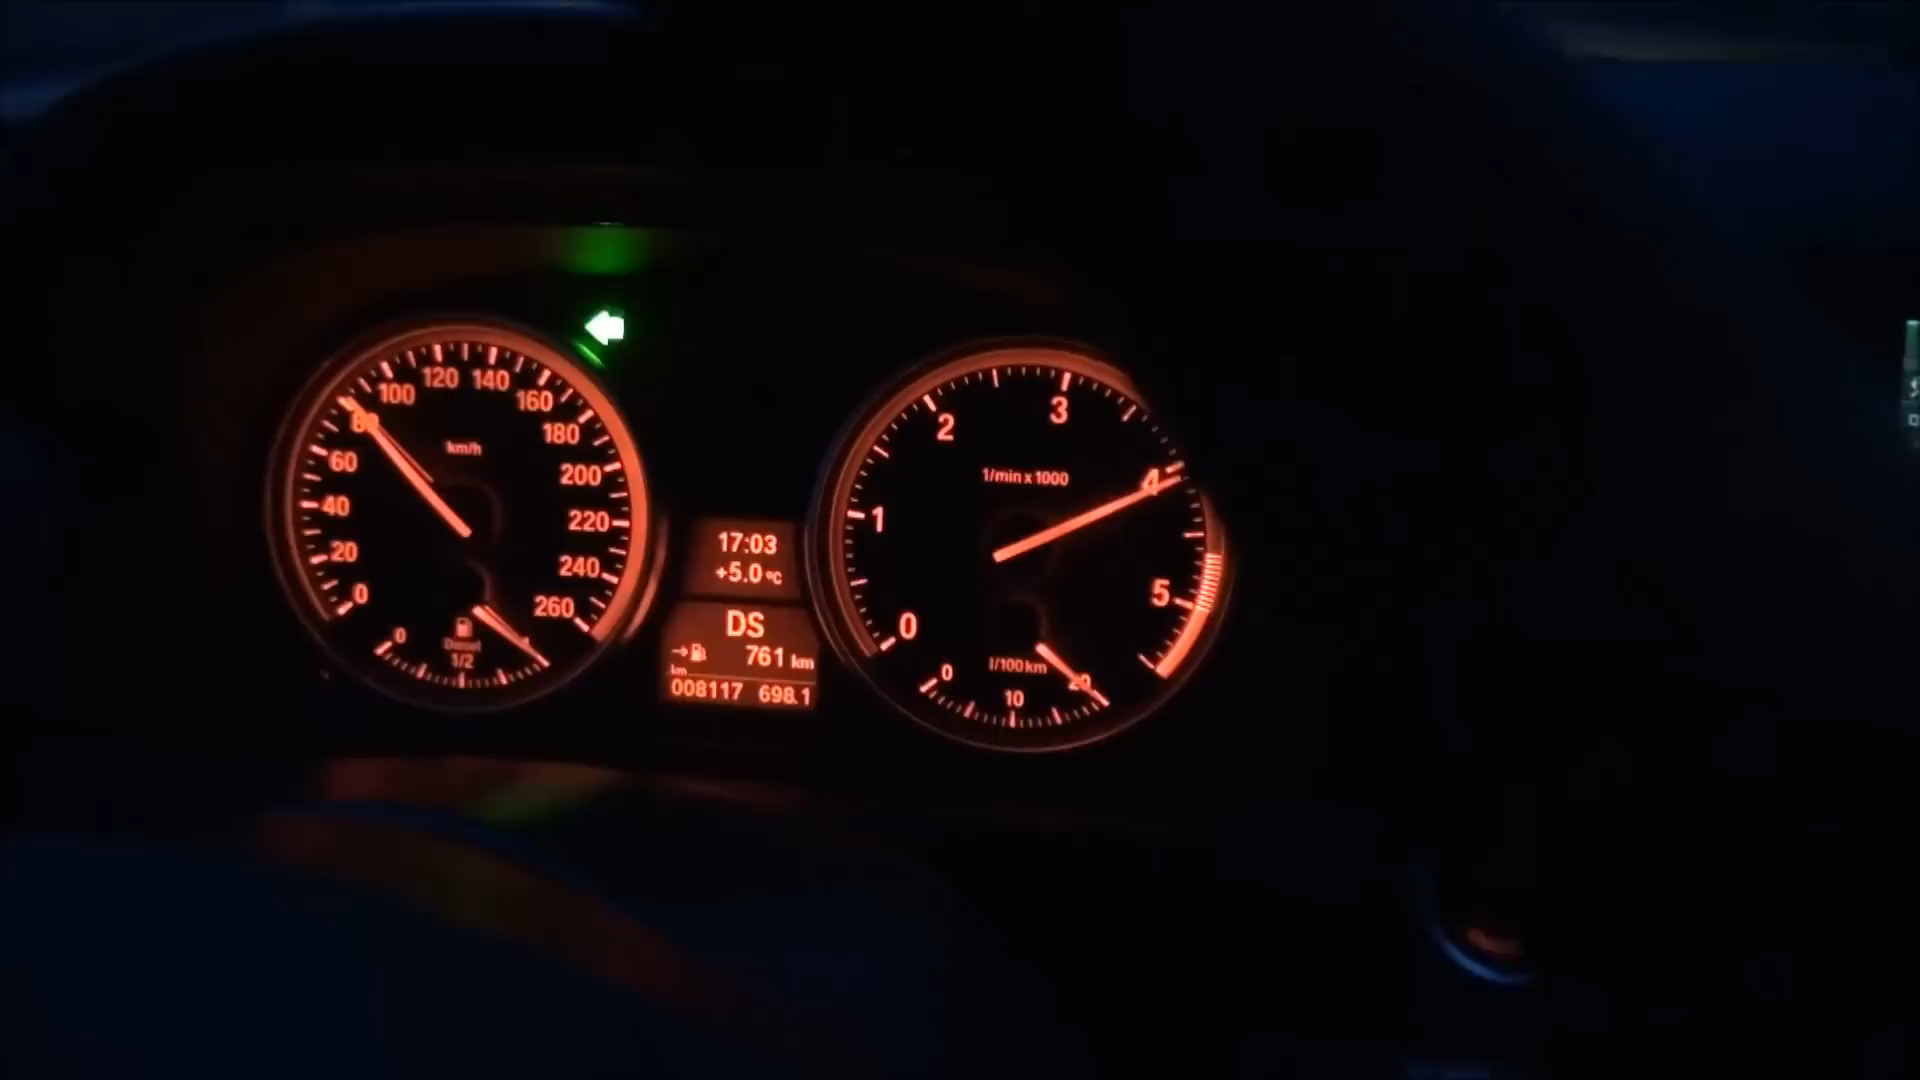 120 140
100 160
80 180
km/h
60 200
40 220
20 240
0 260
0 1/2
Diesel
17:03
+5.0 °C
DS
761 km
km
008117 698.1
3
2
4
1/min x 1000
1
5
0
l/100km
0 10 20